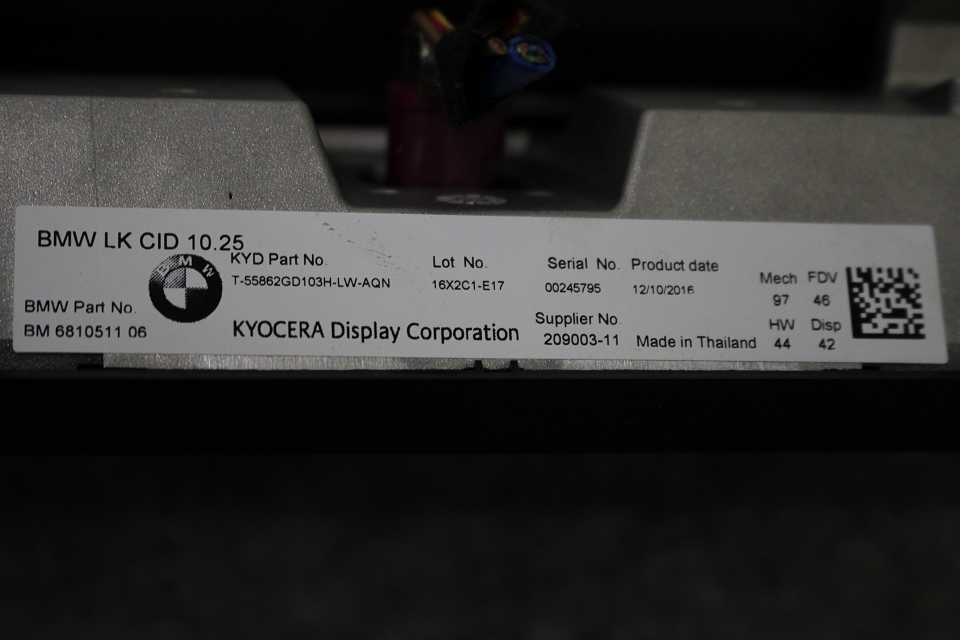 BMW LK CID 10.25
BMW
BMW Part No.
BM 6810511 06
KYD Part No.
T-55862GD103H-LW-AQN
KYOCERA Display Corporation
Lot No.
16X2C1-E17
Serial No.
00245795
Product date
12/10/2016
Supplier No.
209003-11
Made in Thailand
Mech FDV
97 46
HW Disp
44 42